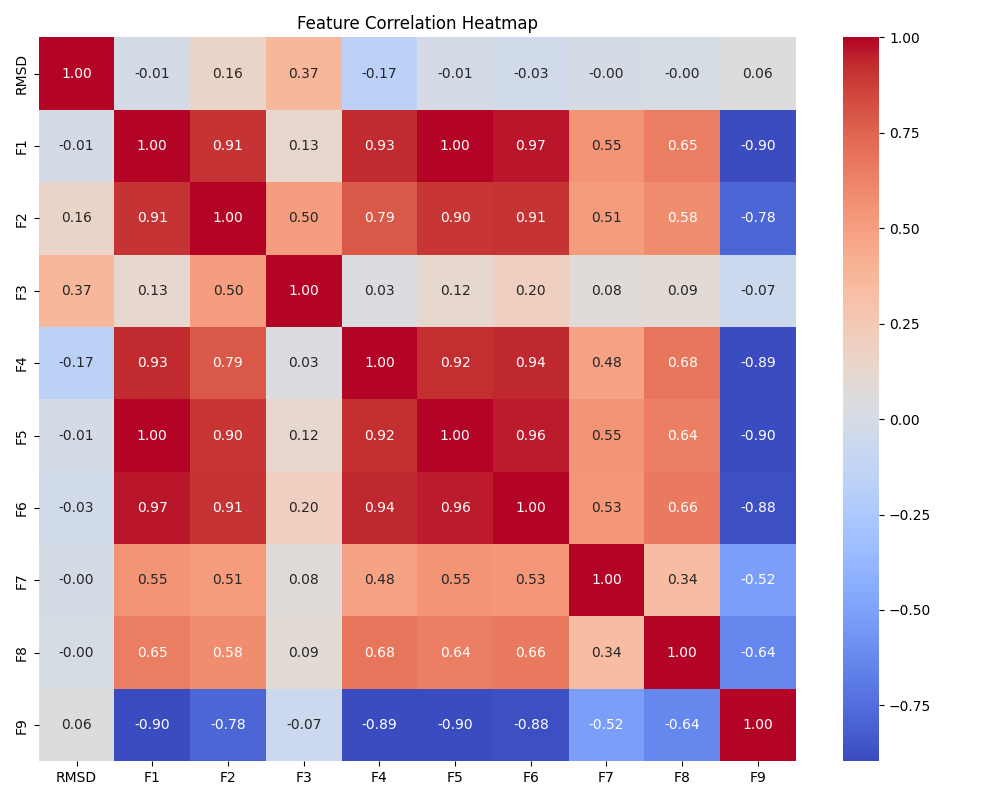 Feature Correlation Heatmap
RMSD 1.00 -0.01 0.16 0.37 -0.17 -0.01 -0.03 -0.00 -0.00 0.06
F1 -0.01 1.00 0.91 0.13 0.93 1.00 0.97 0.55 0.65 -0.90
F2 0.16 0.91 1.00 0.50 0.79 0.90 0.91 0.51 0.58 -0.78
F3 0.37 0.13 0.50 1.00 0.03 0.12 0.20 0.08 0.09 -0.07
F4 -0.17 0.93 0.79 0.03 1.00 0.92 0.94 0.48 0.68 -0.89
F5 -0.01 1.00 0.90 0.12 0.92 1.00 0.96 0.55 0.64 -0.90
F6 -0.03 0.97 0.91 0.20 0.94 0.96 1.00 0.53 0.66 -0.88
F7 -0.00 0.55 0.51 0.08 0.48 0.55 0.53 1.00 0.34 -0.52
F8 -0.00 0.65 0.58 0.09 0.68 0.64 0.66 0.34 1.00 -0.64
F9 0.06 -0.90 -0.78 -0.07 -0.89 -0.90 -0.88 -0.52 -0.64 1.00
RMSD F1 F2 F3 F4 F5 F6 F7 F8 F9
1.00
0.75
0.50
0.25
0.00
−0.25
−0.50
−0.75